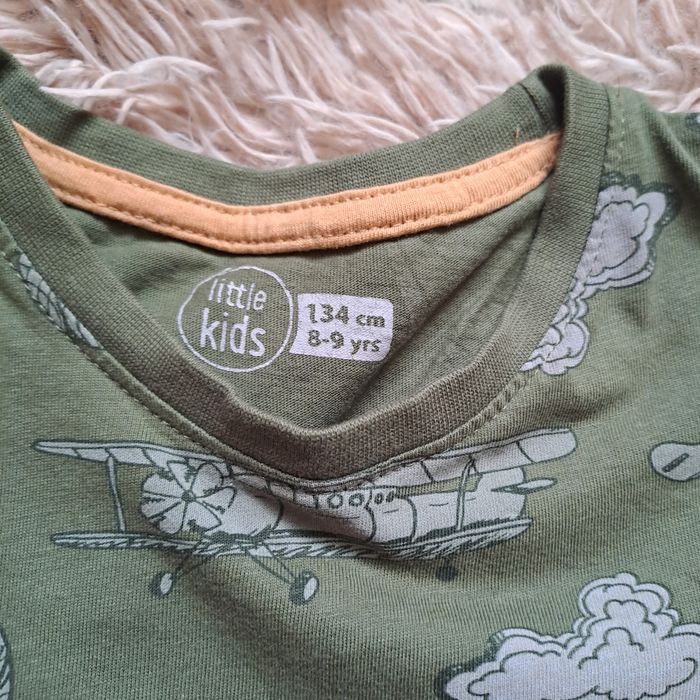 little
kids
134 cm
8-9 yrs